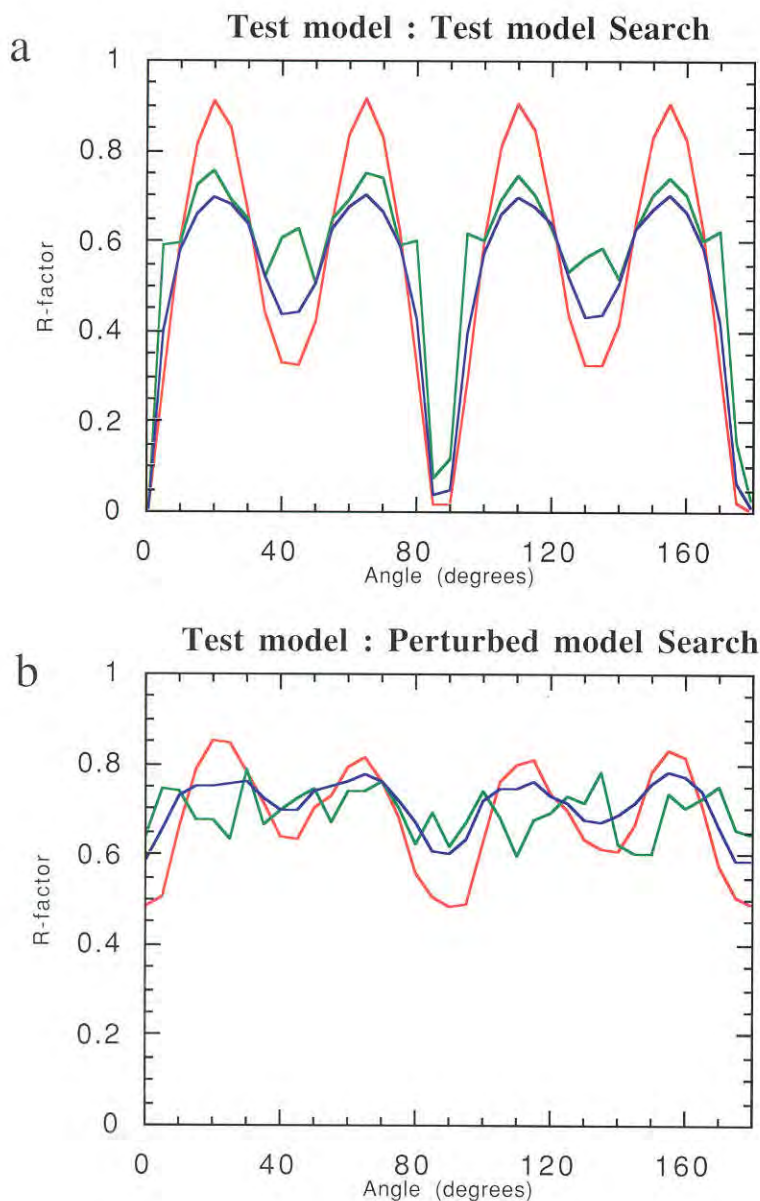 a
Test model : Test model Search
1
0.8
0.6
0.4
0.2
0
R-factor
0 40 80 120 160
Angle (degrees)
b
Test model : Perturbed model Search
1
0.8
0.6
0.4
0.2
0
R-factor
0 40 80 120 160
Angle (degrees)